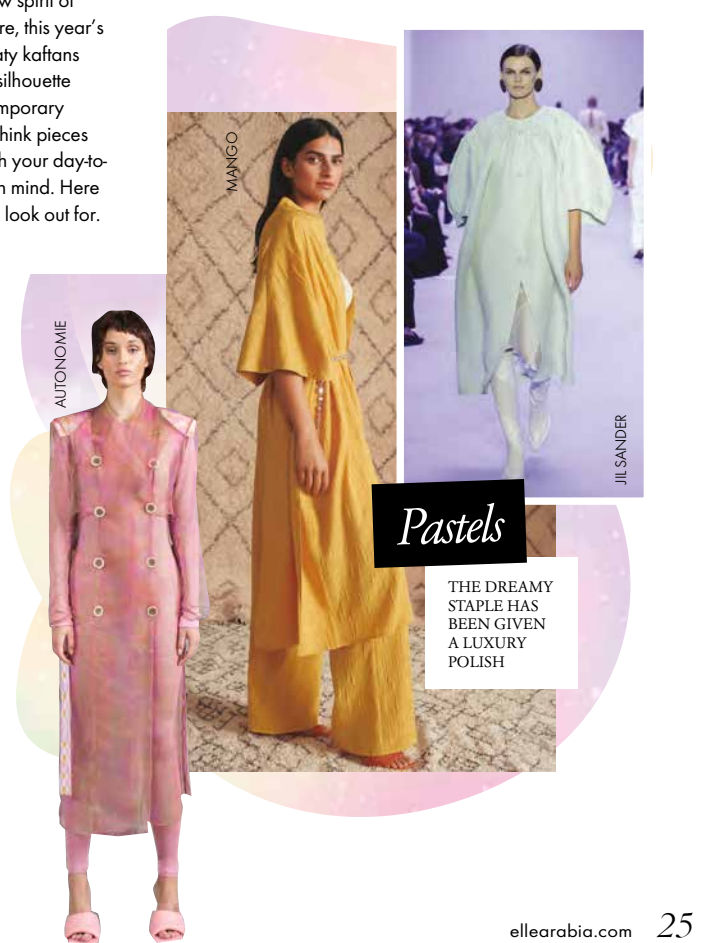 w spirit of
re, this year's
aty kaftans
silhouette
mporary
hink pieces
h your day-to-
n mind. Here
look out for.
MANGO
JIL SANDER
AUTONOMIE
Pastels
THE DREAMY
STAPLE HAS
BEEN GIVEN
A LUXURY
POLISH
ellearabia.com 25